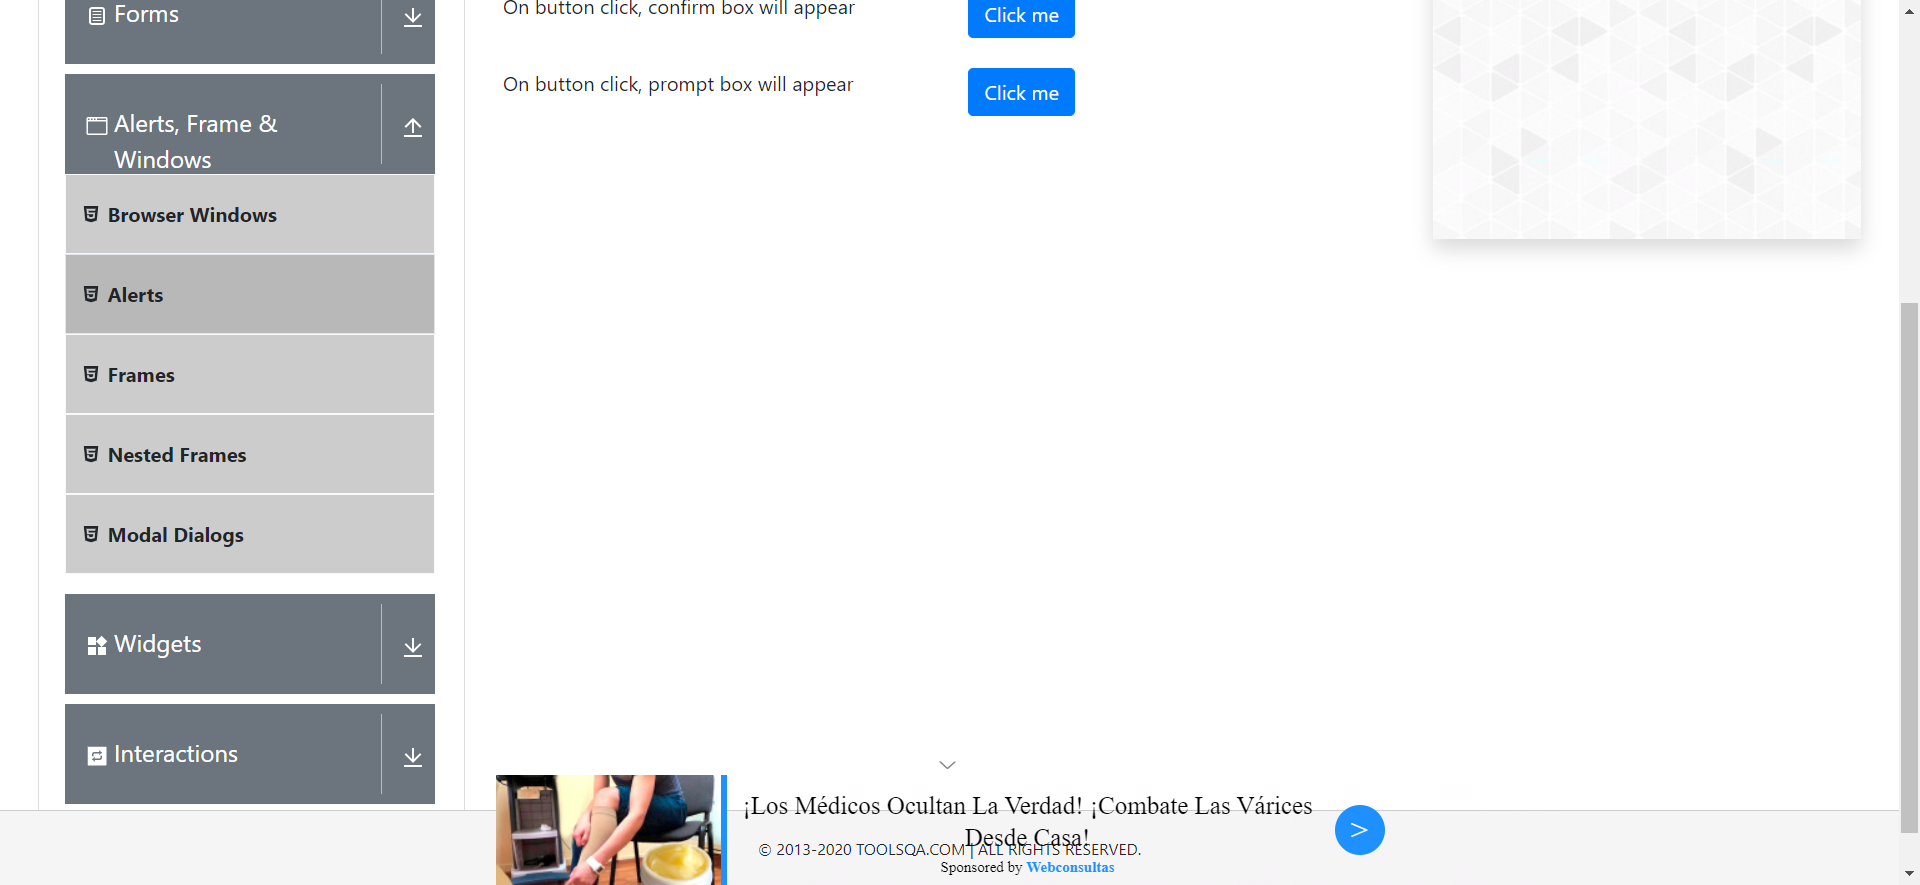 Forms
On button click, confirm box will appear
Click me
On button click, prompt box will appear
Click me
Alerts, Frame &
Windows
Browser Windows
Alerts
Frames
Nested Frames
Modal Dialogs
Widgets
Interactions
¡Los Médicos Ocultan La Verdad! ¡Combate Las Várices
Desde Casa!
© 2013-2020 TOOLSQA.COM | ALL RIGHTS RESERVED.
Sponsored by Webconsultas